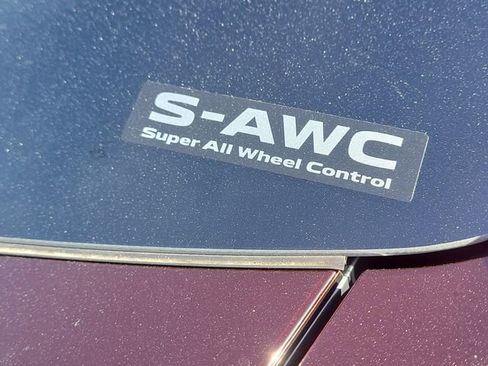 S-AWC
Super All Wheel Control